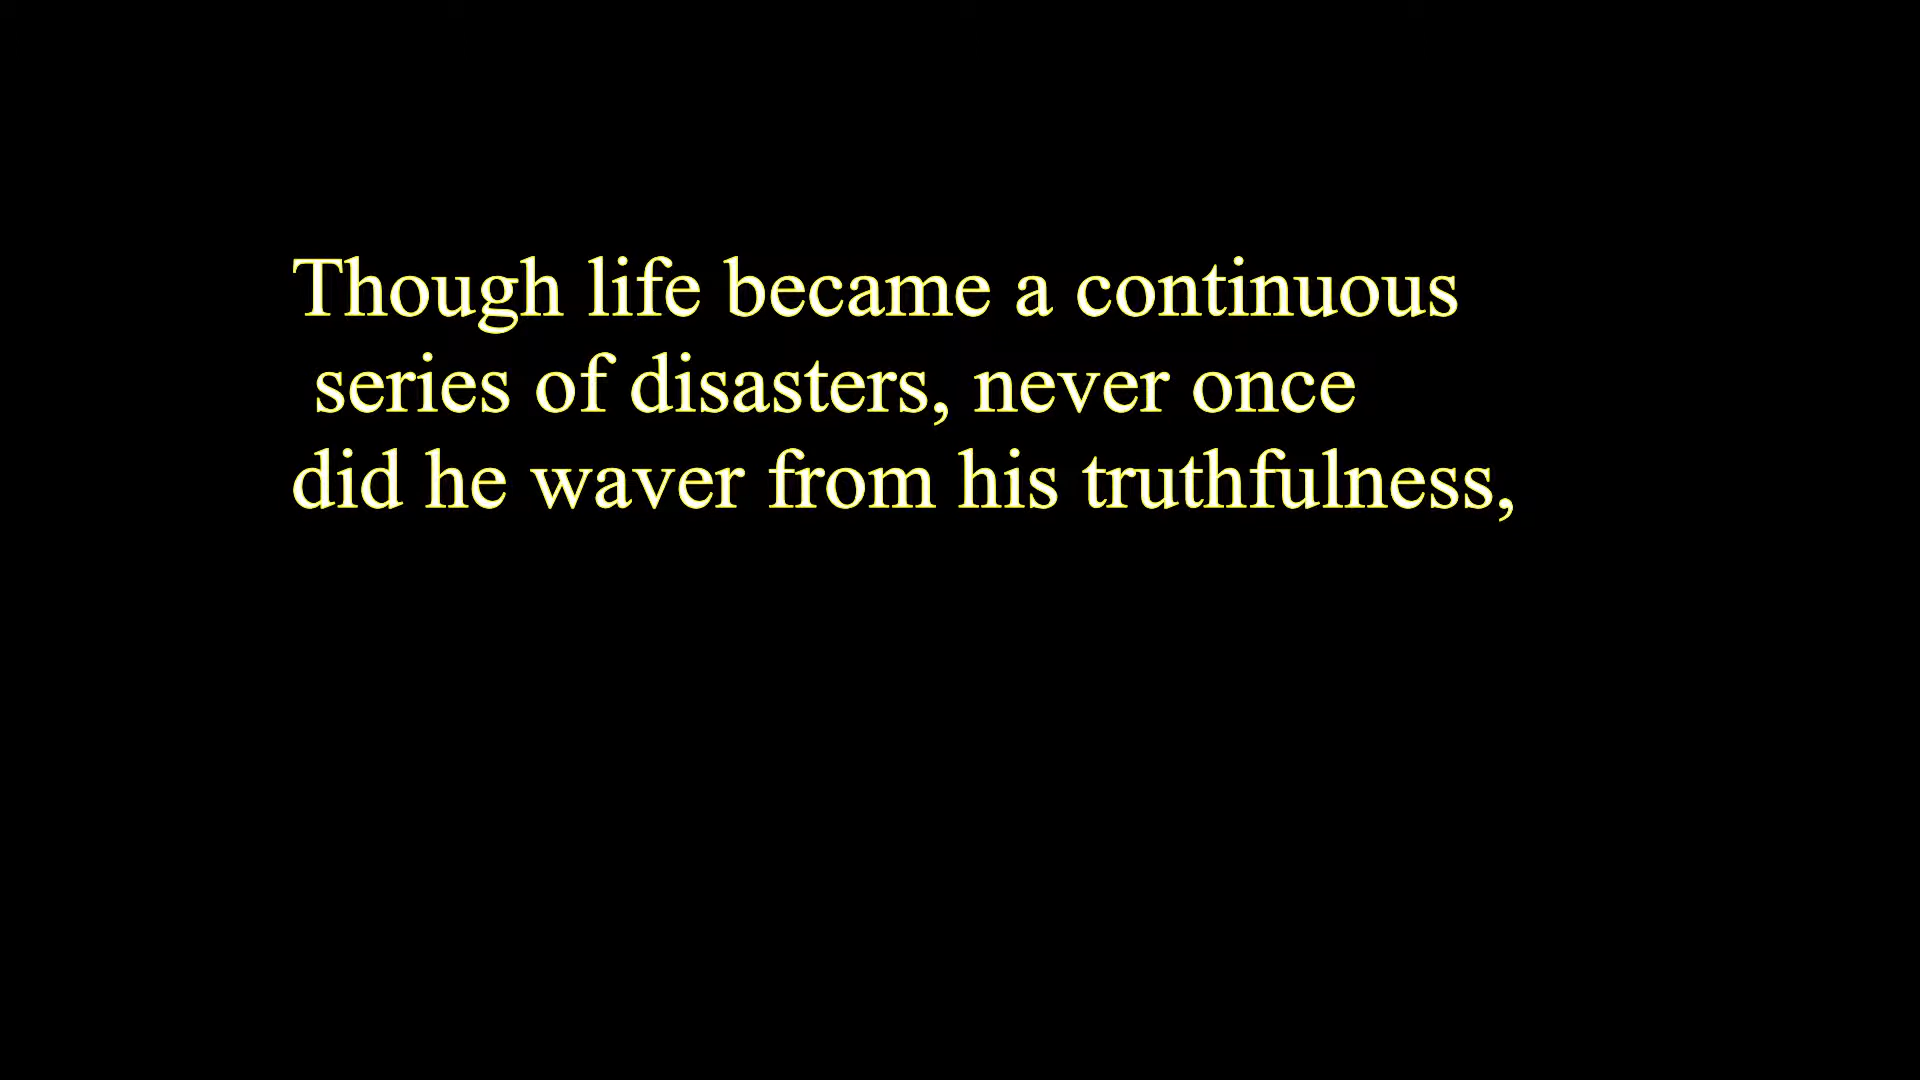 Though life became a continuous
series of disasters, never once
did he waver from his truthfulness,